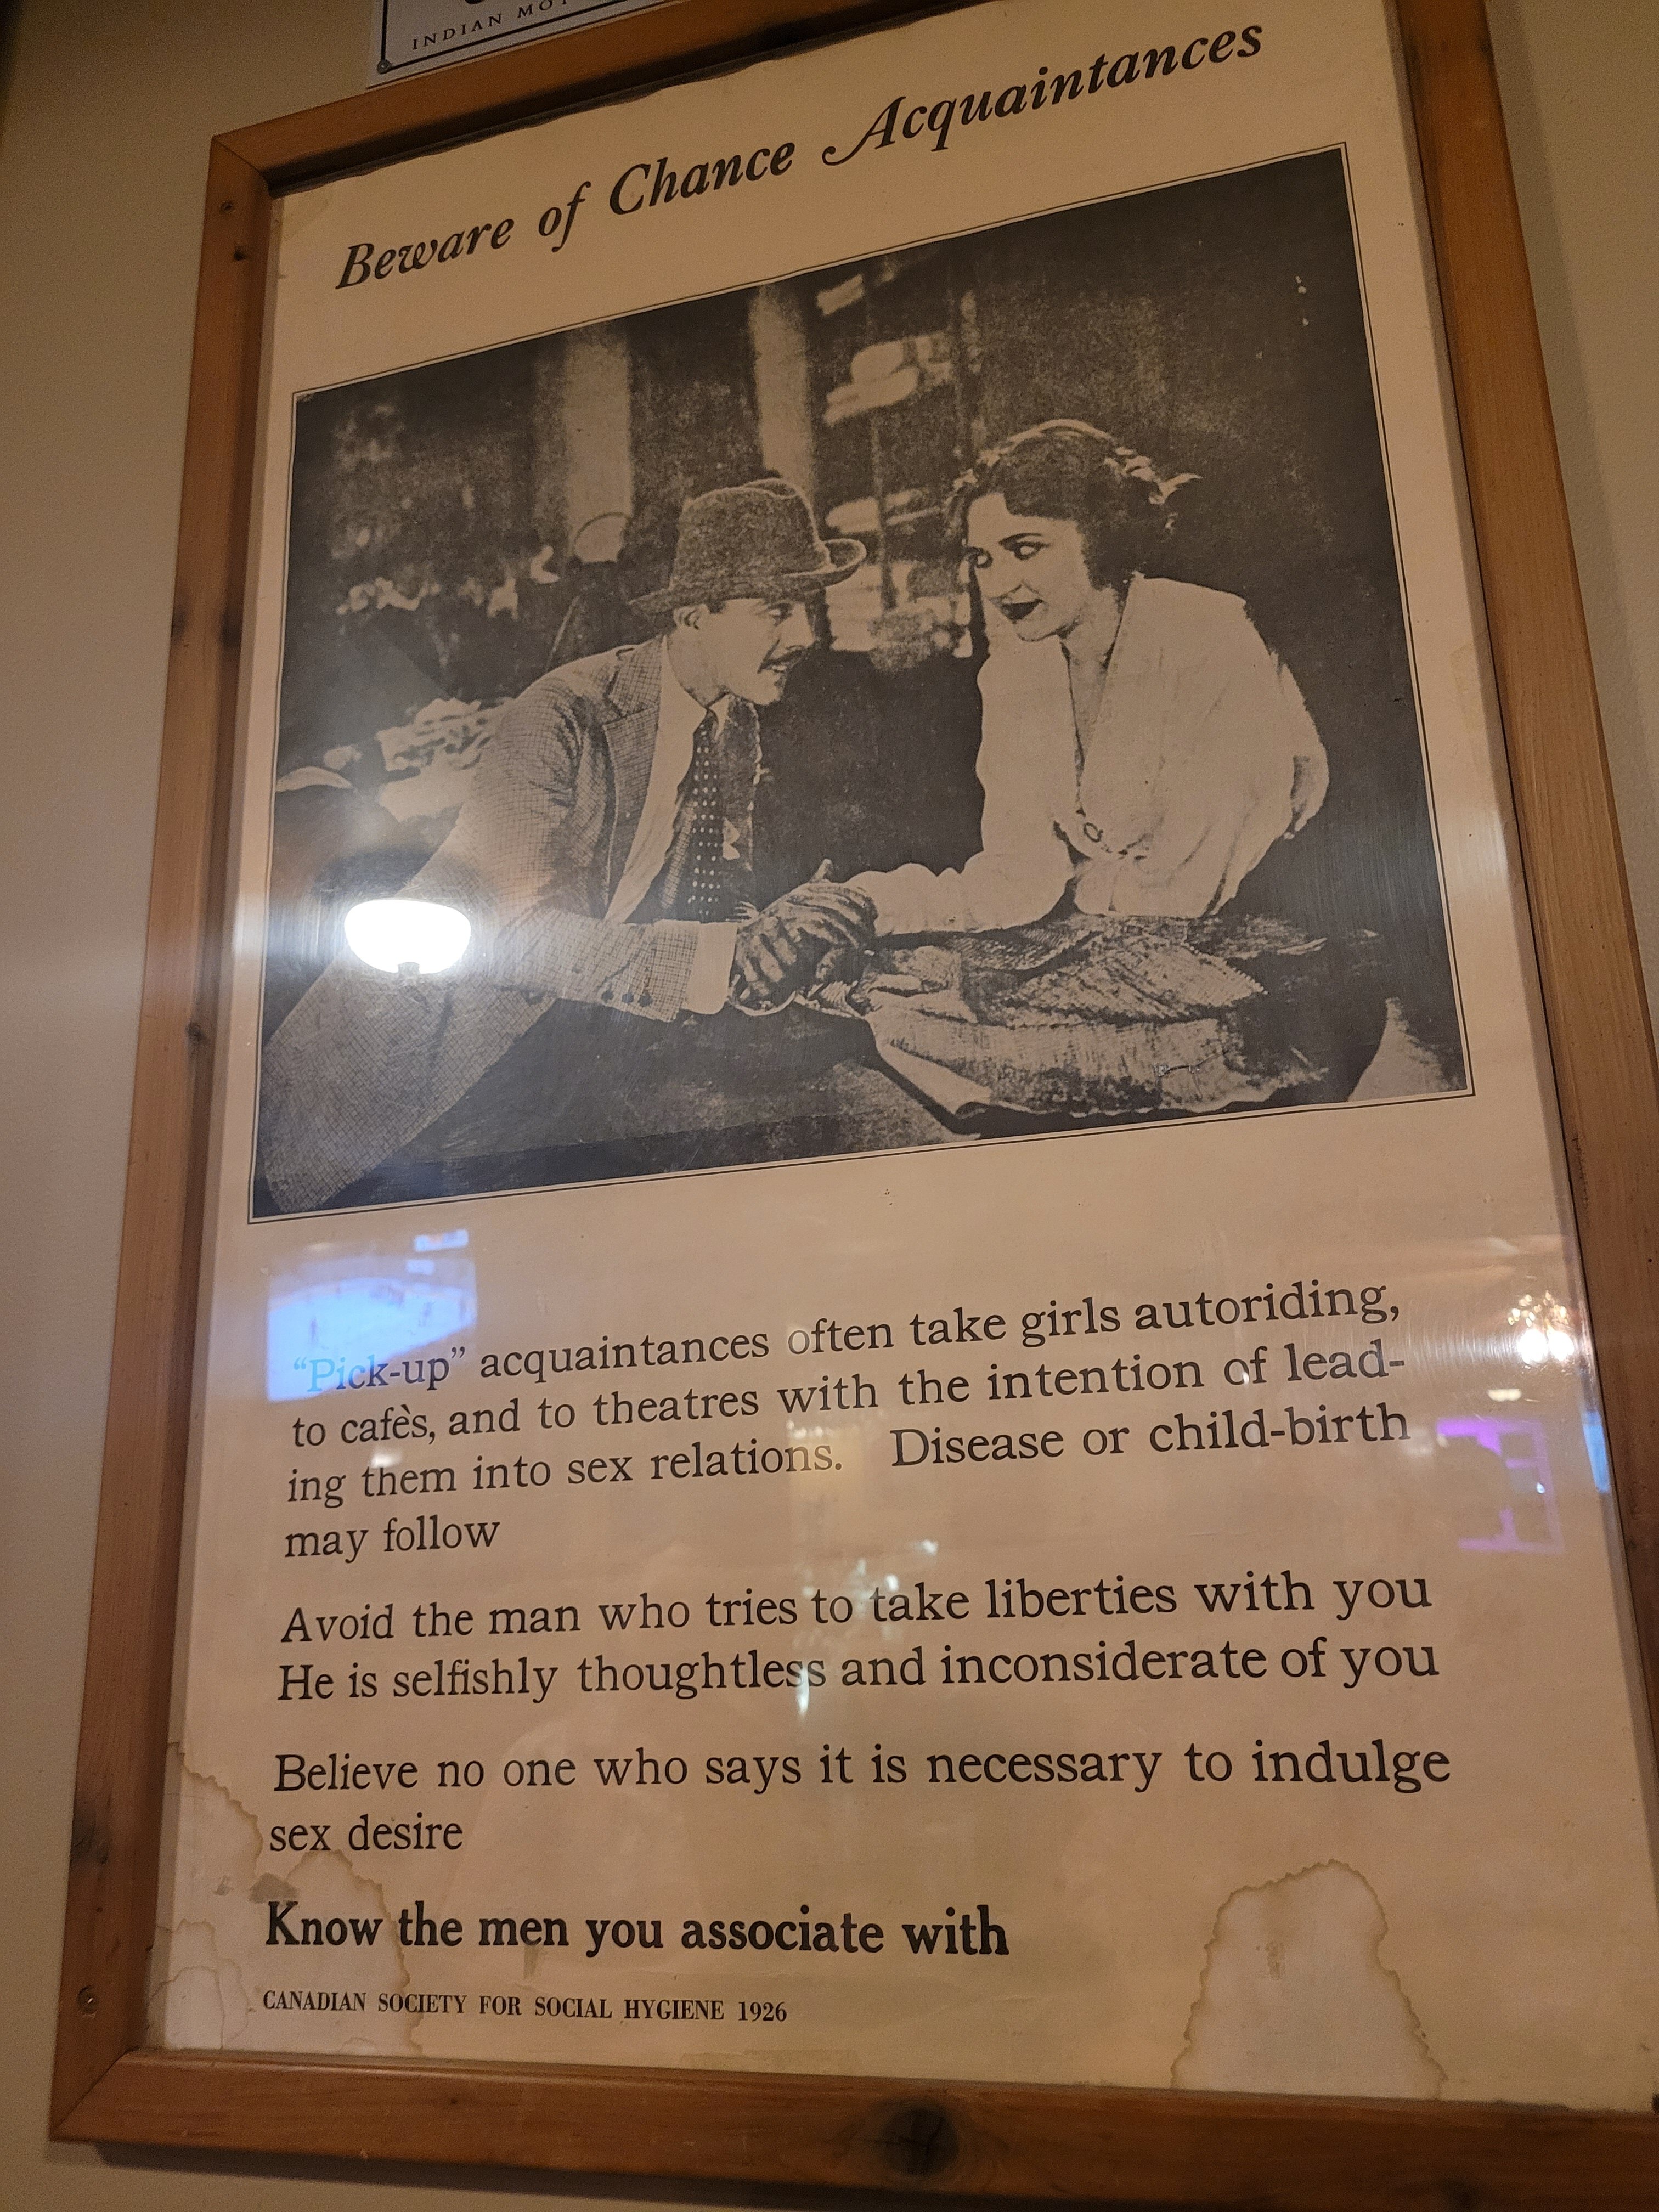 INDIAN
Beware of Chance Acquaintances
“Pick-up” acquaintances often take girls autoriding,
to cafès, and to theatres with the intention of lead-
ing them into sex relations. Disease or child-birth
may follow
Avoid the man who tries to take liberties with you
He is selfishly thoughtless and inconsiderate of you
Believe no one who says it is necessary to indulge
sex desire
Know the men you associate with
CANADIAN SOCIETY FOR SOCIAL HYGIENE 1926